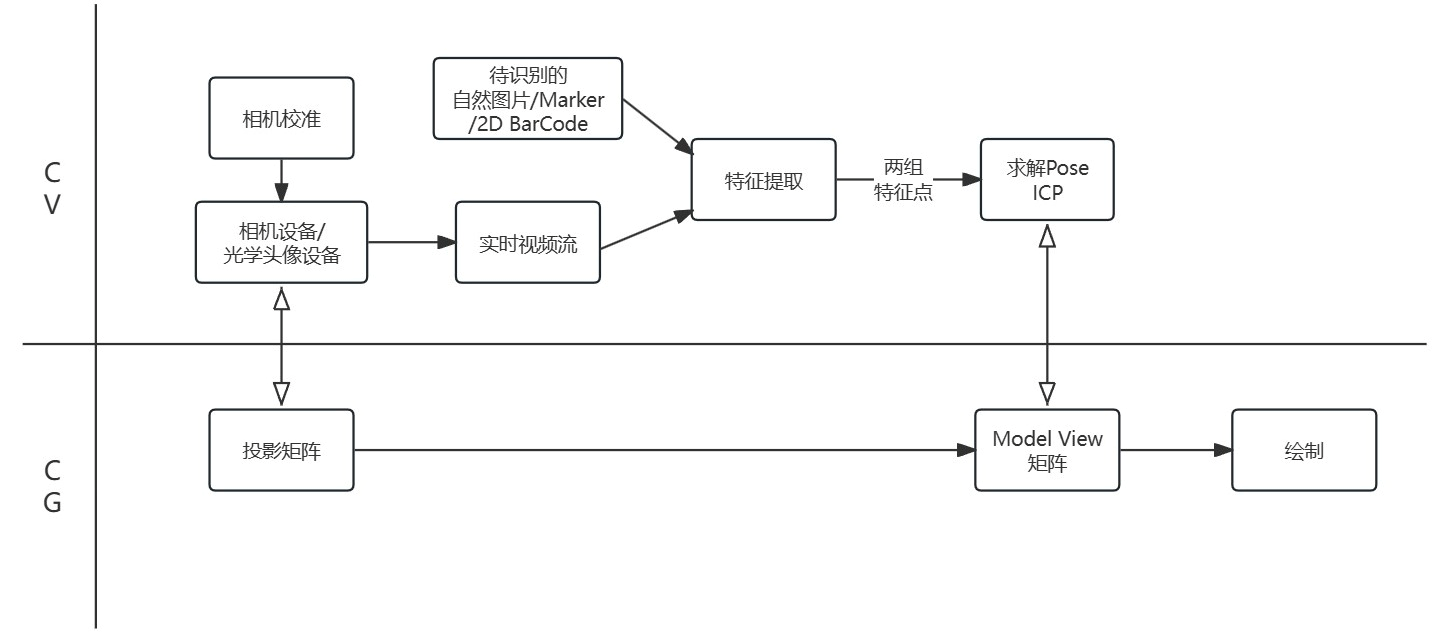 C
V
相机校准
待识别的
自然图片/Marker
/2D BarCode
特征提取
两组
特征点
求解Pose
ICP
相机设备/
光学头像设备
实时视频流
C
G
投影矩阵
Model View
矩阵
绘制